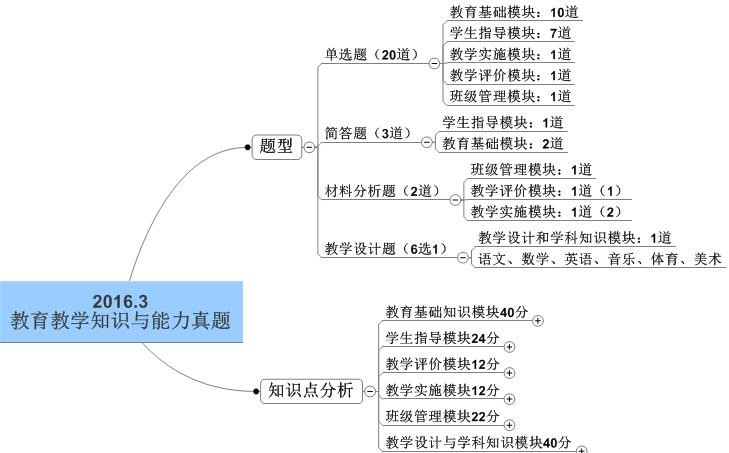 2016.3
教育教学知识与能力真题
题型
单选题（20道）
教育基础模块：10道
学生指导模块：7道
教学实施模块：1道
教学评价模块：1道
班级管理模块：1道
简答题（3道）
学生指导模块：1道
教育基础模块：2道
材料分析题（2道）
班级管理模块：1道
教学评价模块：1道（1）
教学实施模块：1道（2）
教学设计题（6选1）
教学设计和学科知识模块：1道
语文、数学、英语、音乐、体育、美术
知识点分析
教育基础知识模块40分
学生指导模块24分
教学评价模块12分
教学实施模块12分
班级管理模块22分
教学设计与学科知识模块40分